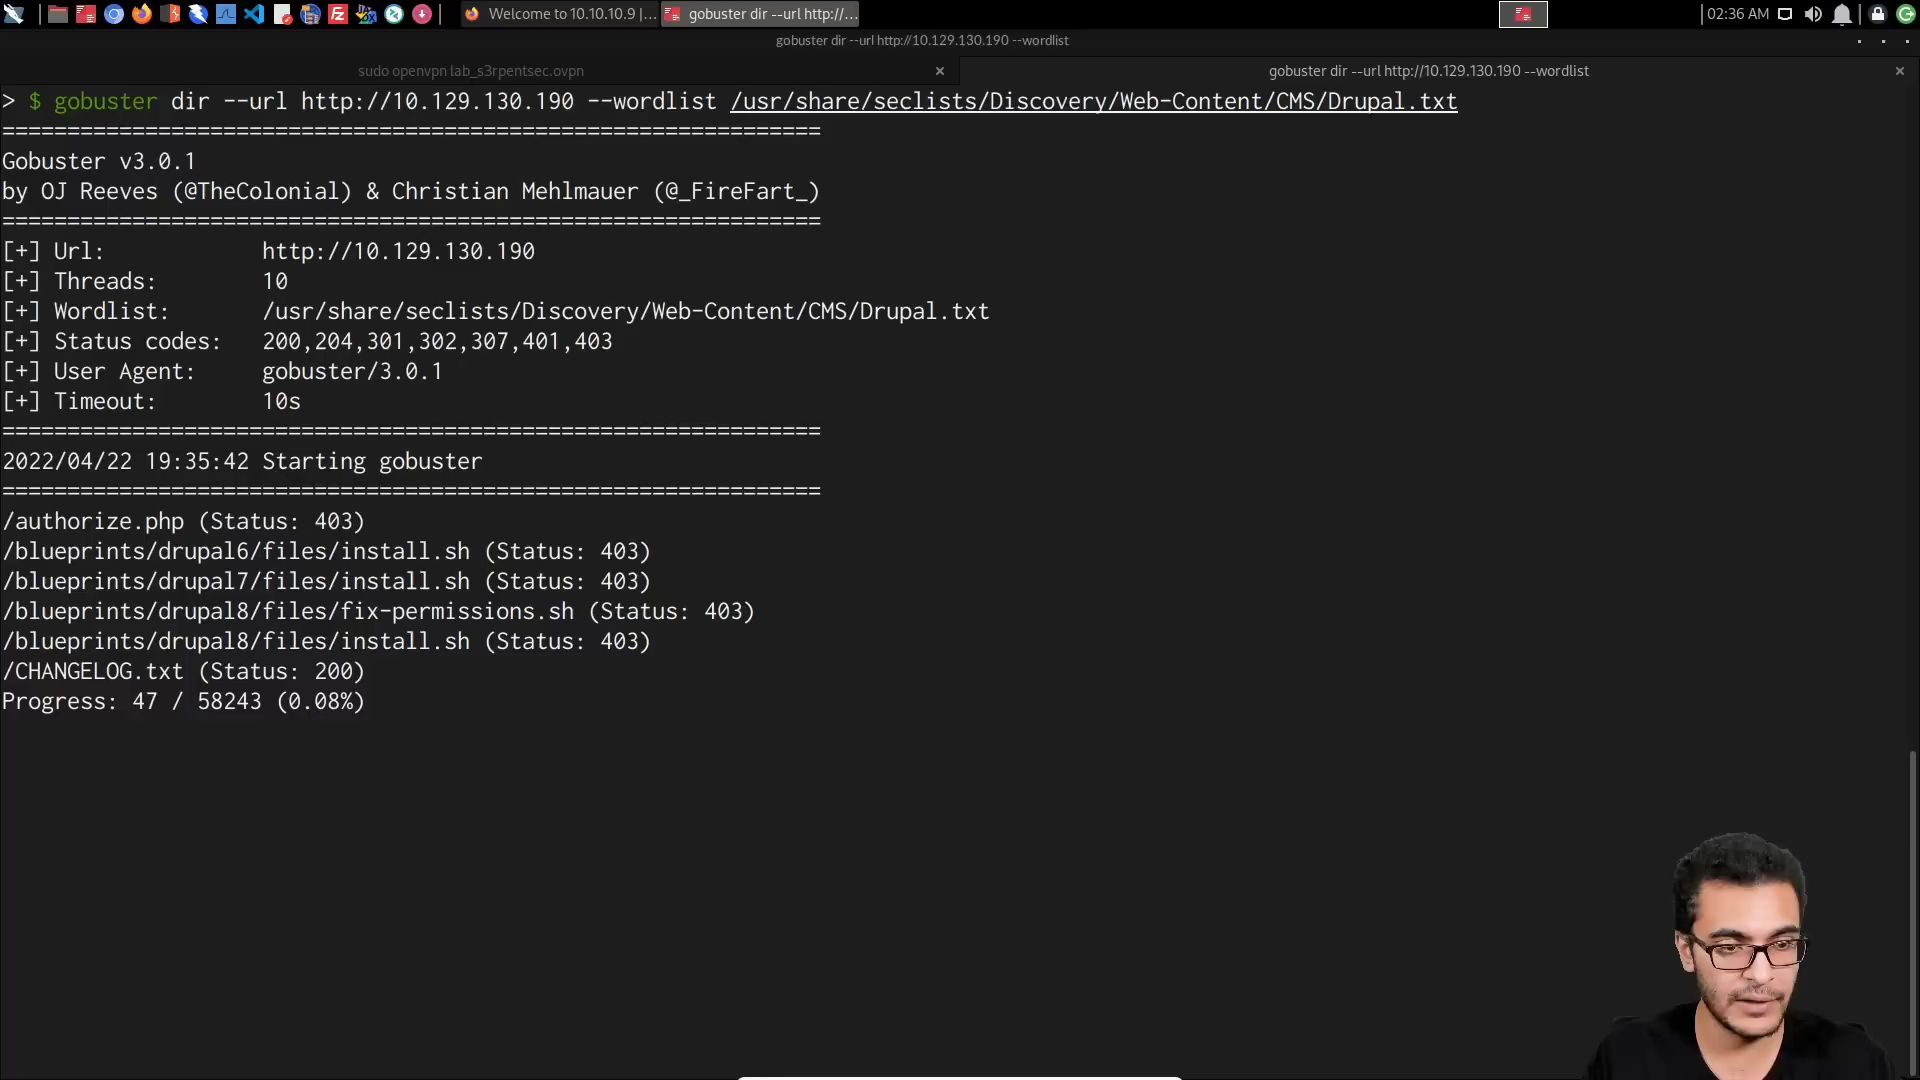 Welcome to 10.10.10.9 |...
gobuster dir --url http://...
02:36 AM
gobuster dir --url http://10.129.130.190 --wordlist
sudo openvpn lab_s3rpentsec.ovpn
gobuster dir --url http://10.129.130.190 --wordlist
> $ gobuster dir --url http://10.129.130.190 --wordlist /usr/share/seclists/Discovery/Web-Content/CMS/Drupal.txt
===============================================================
Gobuster v3.0.1
by OJ Reeves (@TheColonial) & Christian Mehlmauer (@_FireFart_)
===============================================================
[+] Url:            http://10.129.130.190
[+] Threads:        10
[+] Wordlist:       /usr/share/seclists/Discovery/Web-Content/CMS/Drupal.txt
[+] Status codes:   200,204,301,302,307,401,403
[+] User Agent:     gobuster/3.0.1
[+] Timeout:        10s
===============================================================
2022/04/22 19:35:42 Starting gobuster
===============================================================
/authorize.php (Status: 403)
/blueprints/drupal6/files/install.sh (Status: 403)
/blueprints/drupal7/files/install.sh (Status: 403)
/blueprints/drupal8/files/fix-permissions.sh (Status: 403)
/blueprints/drupal8/files/install.sh (Status: 403)
/CHANGELOG.txt (Status: 200)
Progress: 47 / 58243 (0.08%)